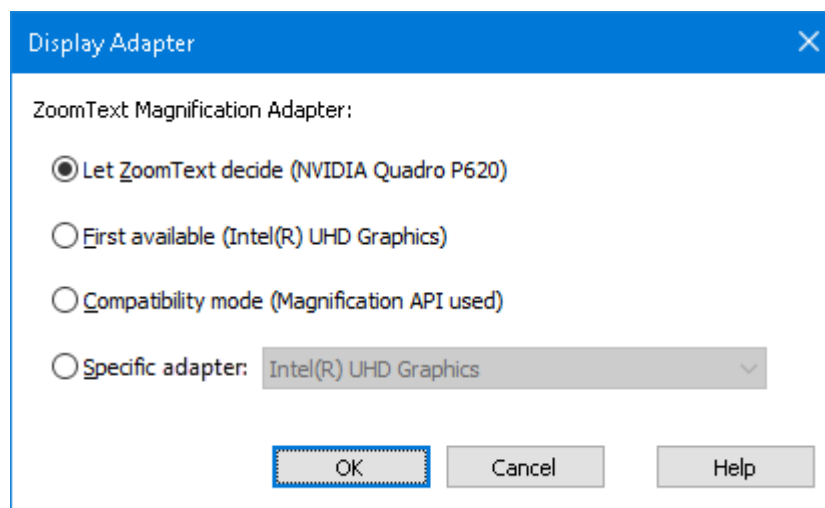 Display Adapter
ZoomText Magnification Adapter:
Let ZoomText decide (NVIDIA Quadro P620)
First available (Intel(R) UHD Graphics)
Compatibility mode (Magnification API used)
Specific adapter: Intel(R) UHD Graphics
OK Cancel Help